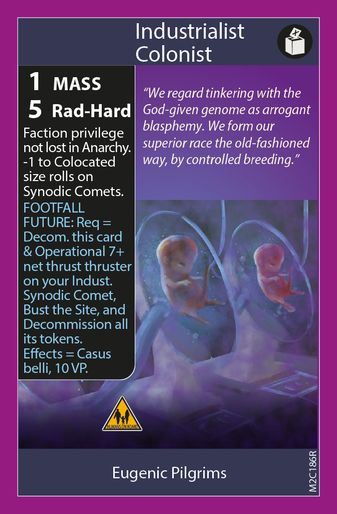 Industrialist
Colonist
1 MASS
5 Rad-Hard
Faction privilege
not lost in Anarchy.
-1 to Colocated
size rolls on
Synodic Comets.
FOOTFALL
FUTURE: Req =
Decom. this card
& Operational 7+
net thrust thruster
on your Indust.
Synodic Comet,
Bust the Site, and
Decommission all
its tokens.
Effects = Casus
belli, 10 VP.
“We regard tinkering with the
God-given genome as arrogant
blasphemy. We form our
superior race the old-fashioned
way, by controlled breeding.”
Eugenic Pilgrims
M2C186R